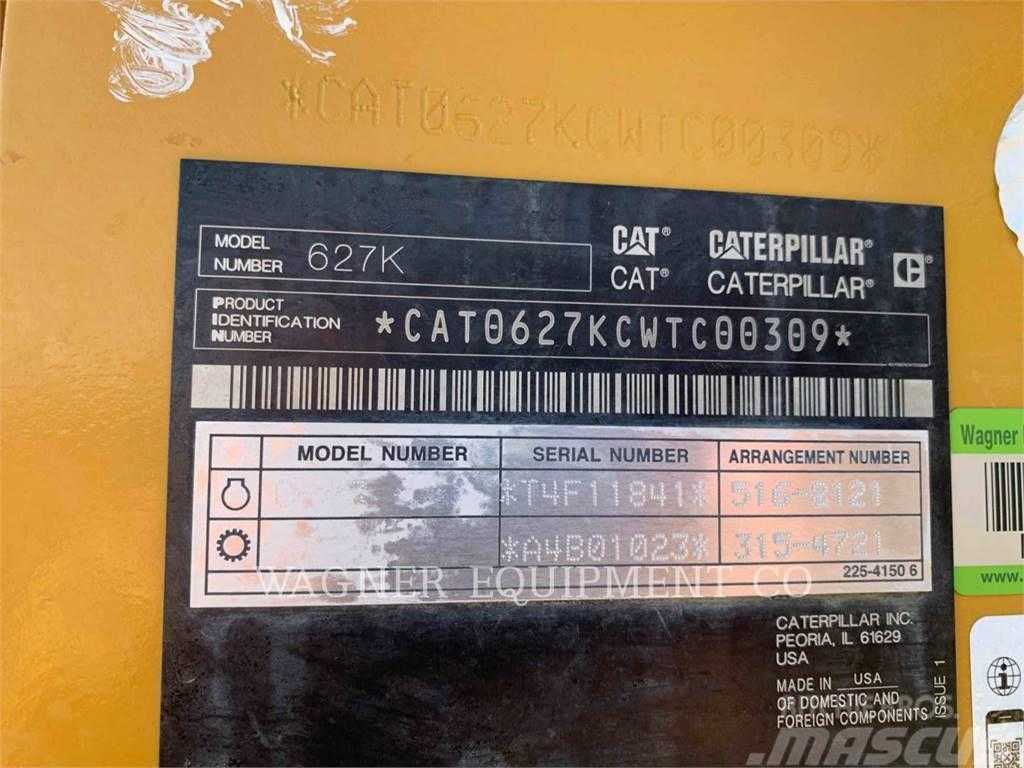 *CAT0627KCWTC00309*
MODEL NUMBER 627K
CAT® CATERPILLAR®
CAT® CATERPILLAR®
PRODUCT IDENTIFICATION NUMBER *CAT0627KCWTC00309*
MODEL NUMBER SERIAL NUMBER ARRANGEMENT NUMBER
*T4F11841* 516-8121
*A4B01023* 315-4721
225-4150 6
WAGNER EQUIPMENT CO
Wagner
www.
CATERPILLAR INC.
PEORIA, IL 61629
USA
MADE IN USA
OF DOMESTIC AND
FOREIGN COMPONENTS
ISSUE 1
MASCUS